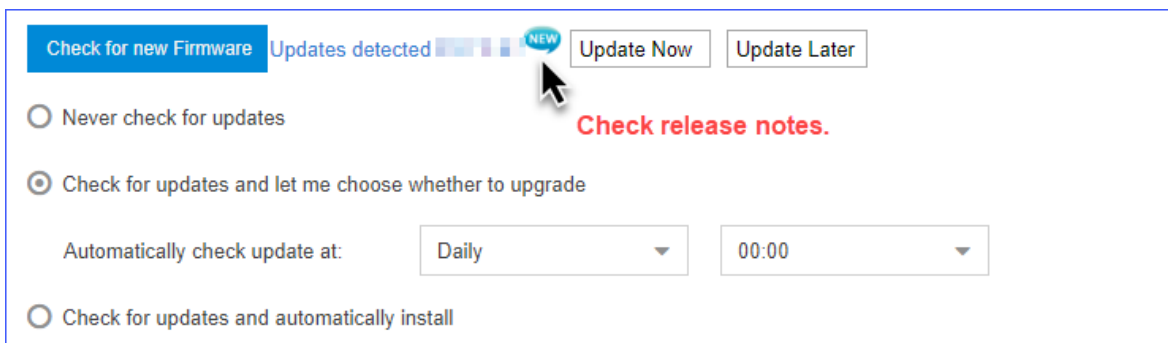 Check for new Firmware Updates detected NEW Update Now Update Later
Never check for updates
Check release notes.
Check for updates and let me choose whether to upgrade
Automatically check update at: Daily 00:00
Check for updates and automatically install